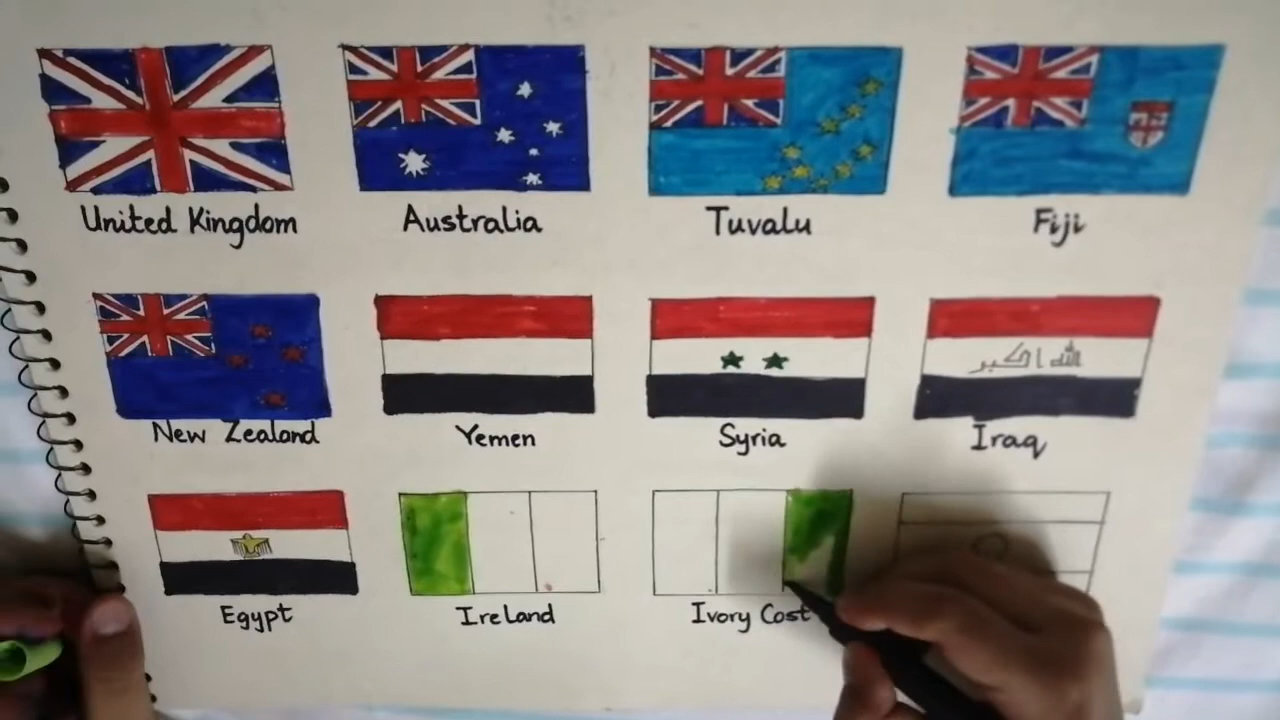 United Kingdom
Australia
Tuvalu
Fiji
New Zealand
Yemen
Syria
Iraq
الله اكبر
Egypt
Ireland
Ivory Cost